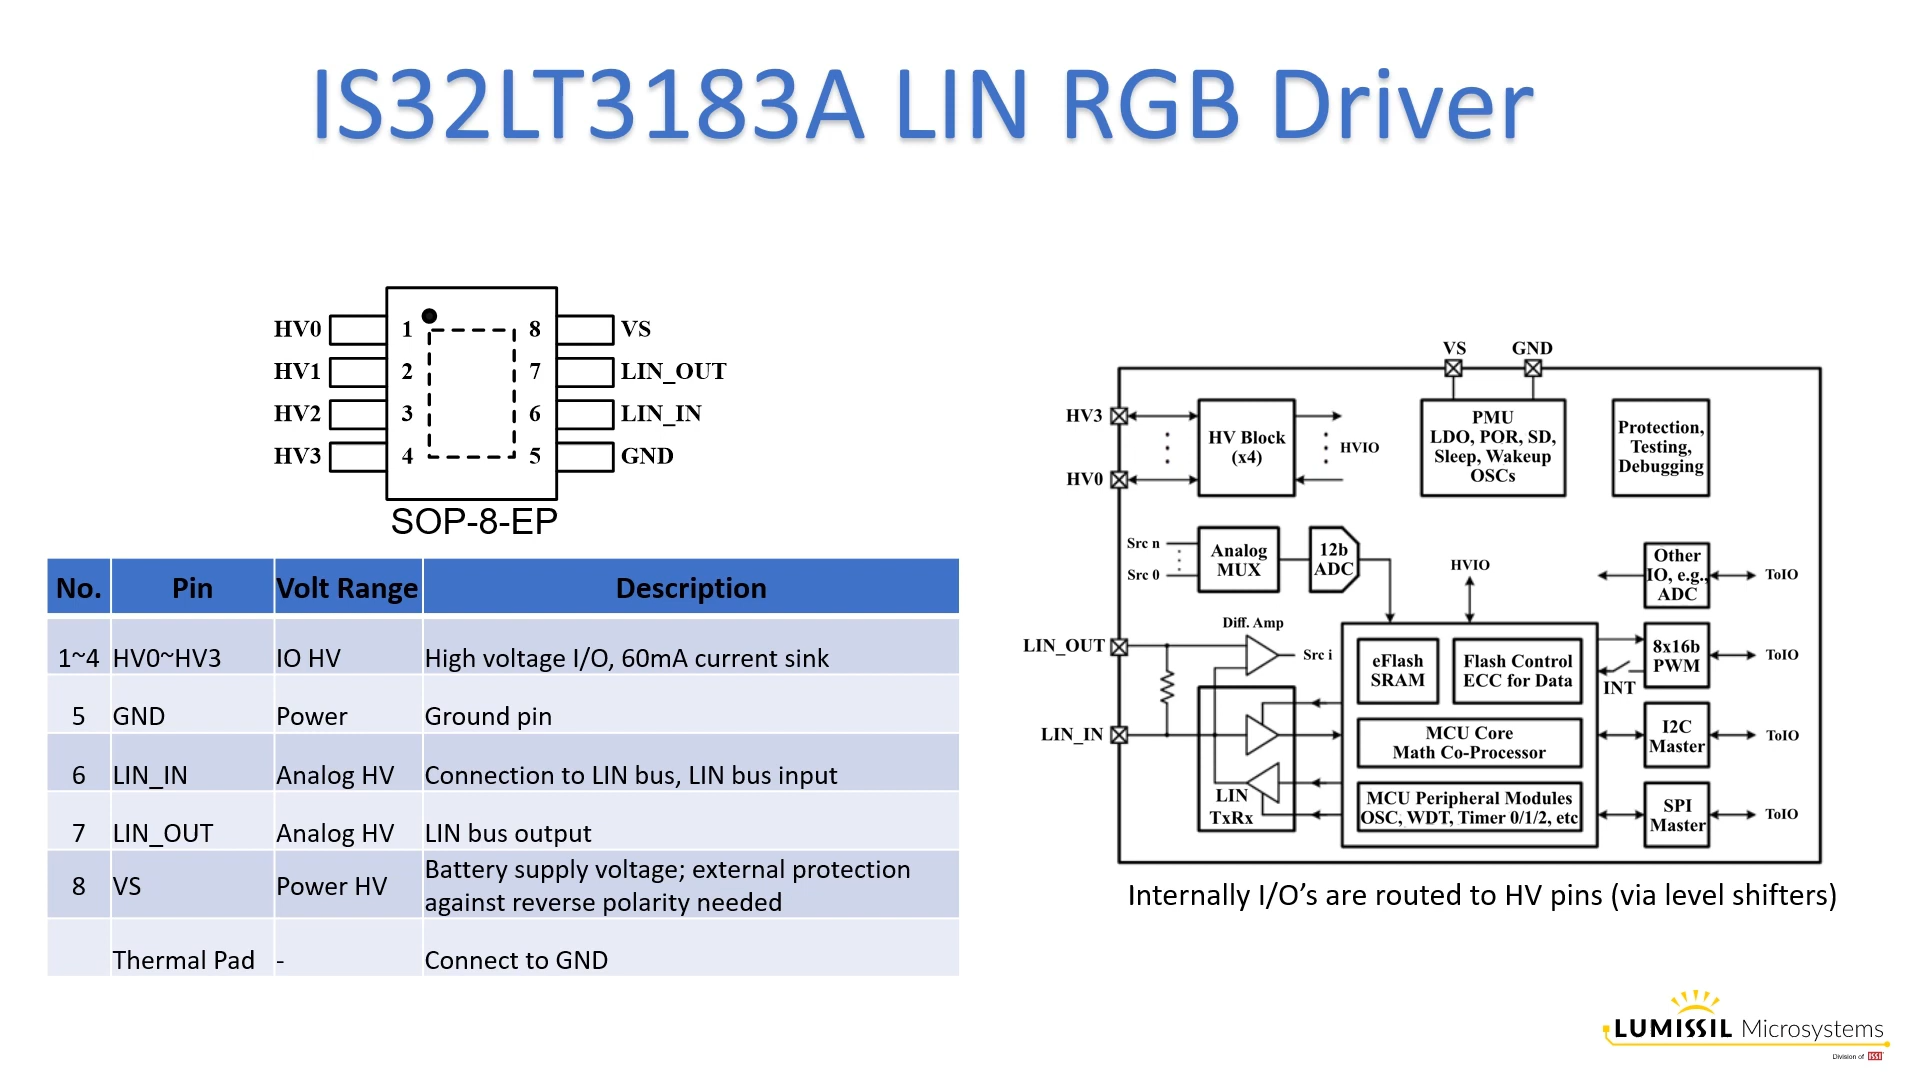 IS32LT3183A LIN RGB Driver
HV0 1 8 VS
HV1 2 7 LIN_OUT
HV2 3 6 LIN_IN
HV3 4 5 GND
SOP-8-EP
No. Pin Volt Range Description
1~4 HV0~HV3 IO HV High voltage I/O, 60mA current sink
5 GND Power Ground pin
6 LIN_IN Analog HV Connection to LIN bus, LIN bus input
7 LIN_OUT Analog HV LIN bus output
8 VS Power HV Battery supply voltage; external protection
against reverse polarity needed
Thermal Pad - Connect to GND
VS GND
HV3
HV0
HV Block
(x4)
HVIO
PMU
LDO, POR, SD,
Sleep, Wakeup
OSCs
Protection,
Testing,
Debugging
Src n
Src 0
Analog
MUX
12b
ADC
HVIO
Other
IO, e.g.,
ADC
ToIO
Diff. Amp
LIN_OUT
Src i
LIN_IN
LIN
TxRx
eFlash
SRAM
Flash Control
ECC for Data
MCU Core
Math Co-Processor
MCU Peripheral Modules
OSC, WDT, Timer 0/1/2, etc
INT
8x16b
PWM
ToIO
I2C
Master
ToIO
SPI
Master
ToIO
Internally I/O’s are routed to HV pins (via level shifters)
LUMISSIL Microsystems
Division of ISSI